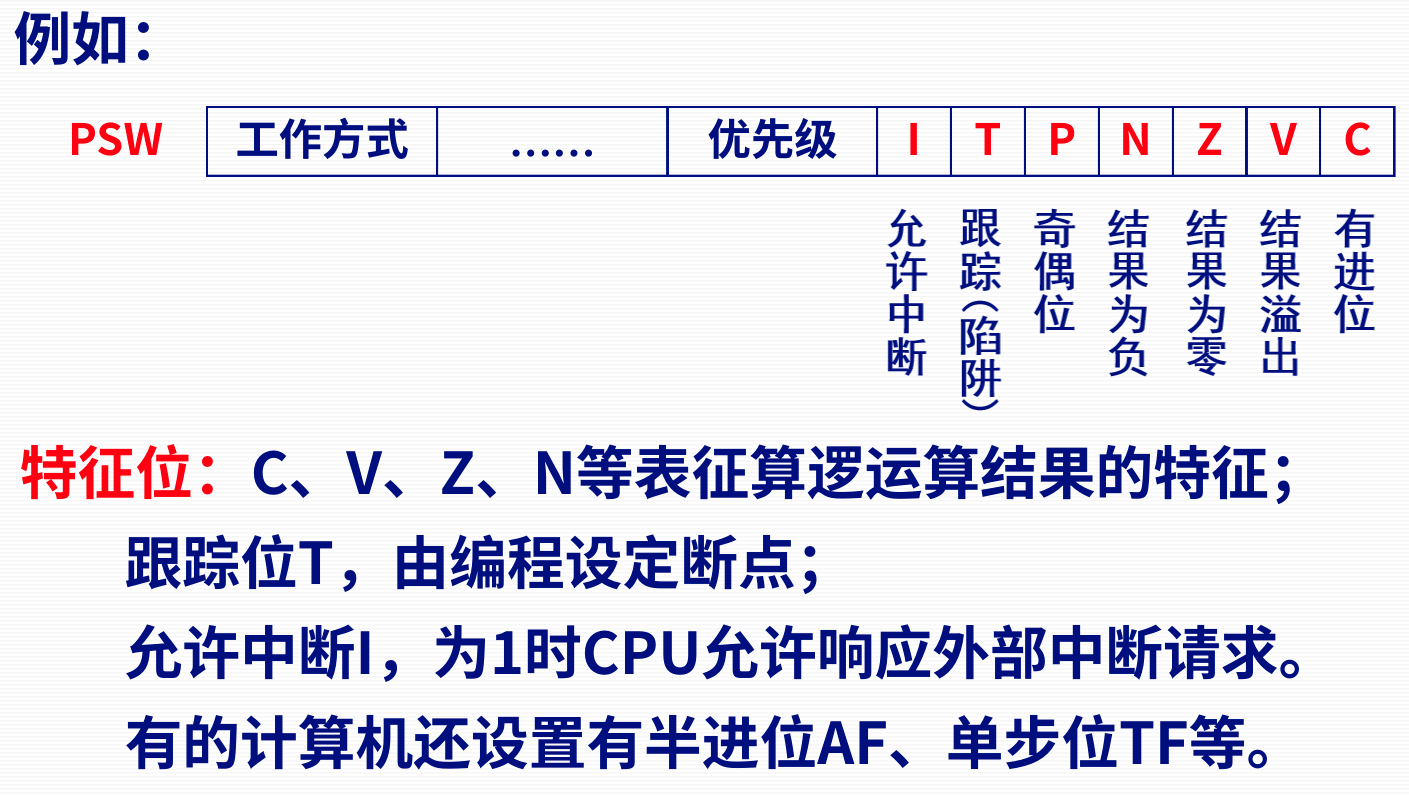 例如：
PSW 工作方式 …… 优先级 I T P N Z V C
允许中断
跟踪（陷阱）
奇偶位
结果为负
结果为零
结果溢出
有进位
特征位：C、V、Z、N等表征算逻运算结果的特征；
跟踪位T，由编程设定断点；
允许中断I，为1时CPU允许响应外部中断请求。
有的计算机还设置有半进位AF、单步位TF等。